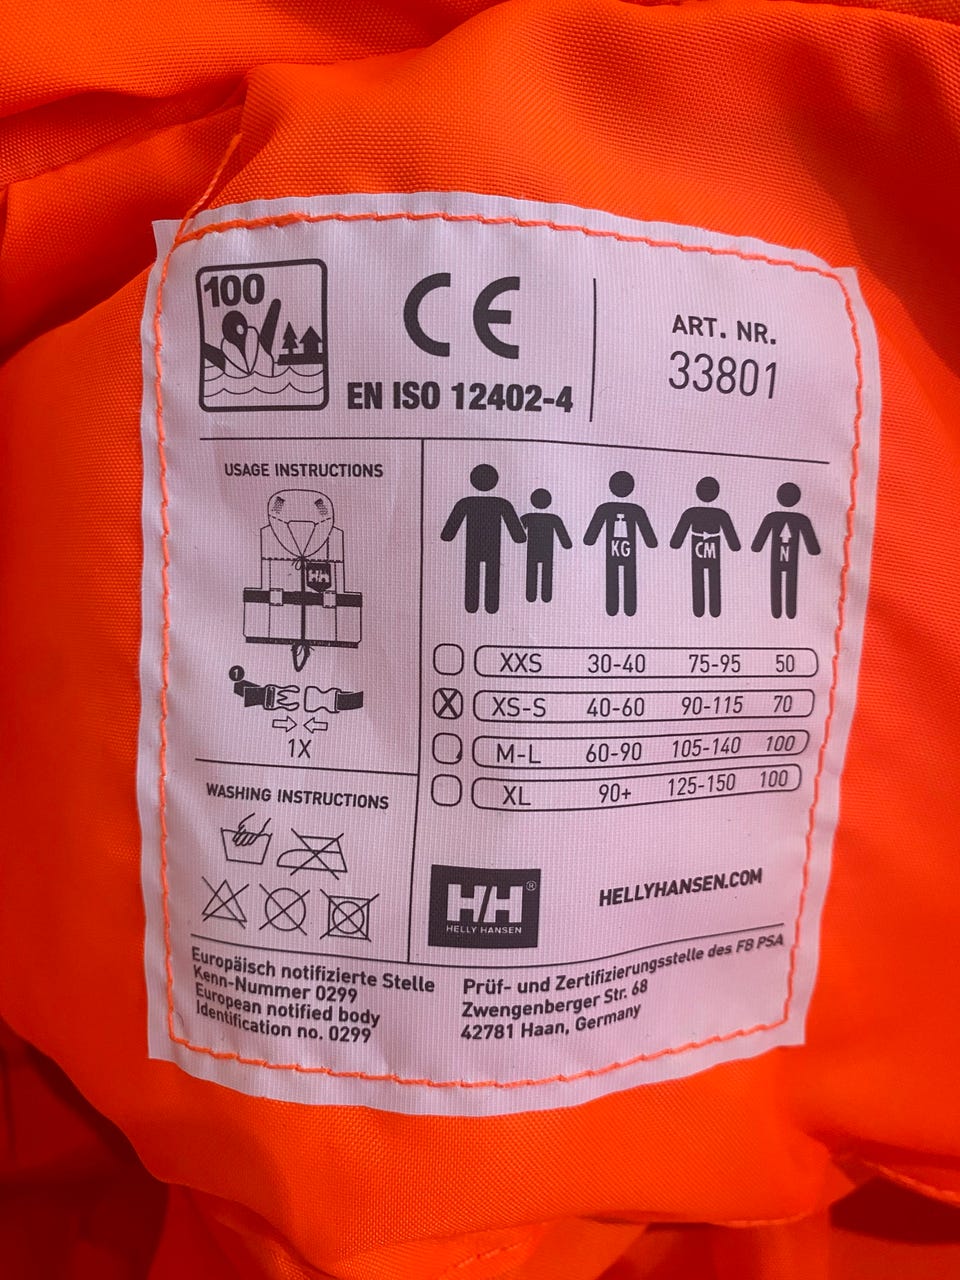 100
CE
EN ISO 12402-4
ART. NR.
33801
USAGE INSTRUCTIONS
HH
1
1X
KG
CM
N
XXS 30-40 75-95 50
X XS-S 40-60 90-115 70
M-L 60-90 105-140 100
XL 90+ 125-150 100
WASHING INSTRUCTIONS
HH®
HELLY HANSEN
HELLYHANSEN.COM
Europäisch notifizierte Stelle
Kenn-Nummer 0299
European notified body
Identification no. 0299
Prüf- und Zertifizierungsstelle des FB PSA
Zwengenberger Str. 68
42781 Haan, Germany